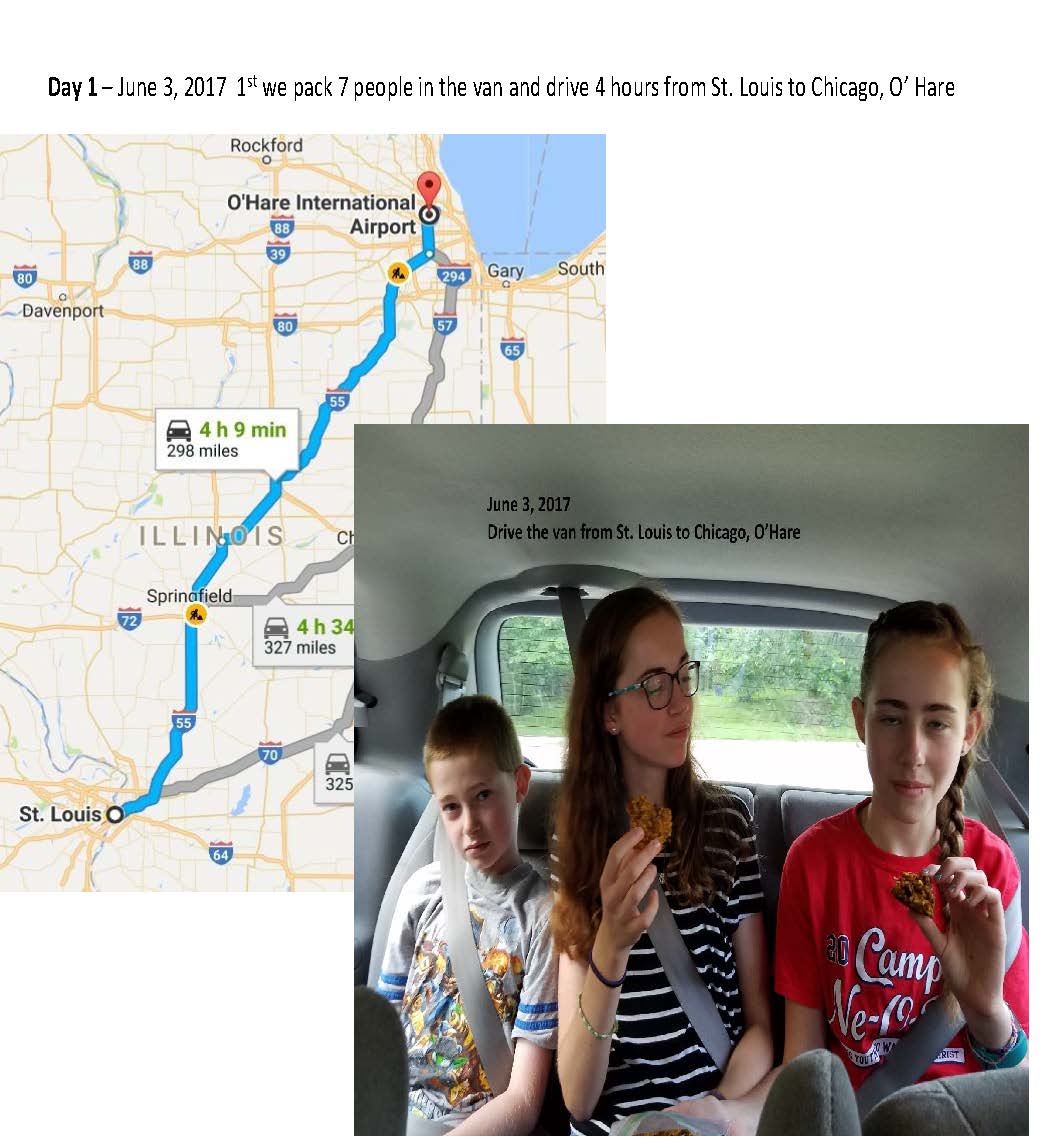 Day 1 – June 3, 2017 1st we pack 7 people in the van and drive 4 hours from St. Louis to Chicago, O' Hare
Rockford
O'Hare International
Airport
88
39
88
80
294
Gary
South
Davenport
80
57
65
55
4 h 9 min
298 miles
ILLINOIS
Springfield
72
4 h 34
327 miles
55
70
325
St. Louis
64
June 3, 2017
Drive the van from St. Louis to Chicago, O'Hare
20
Camp